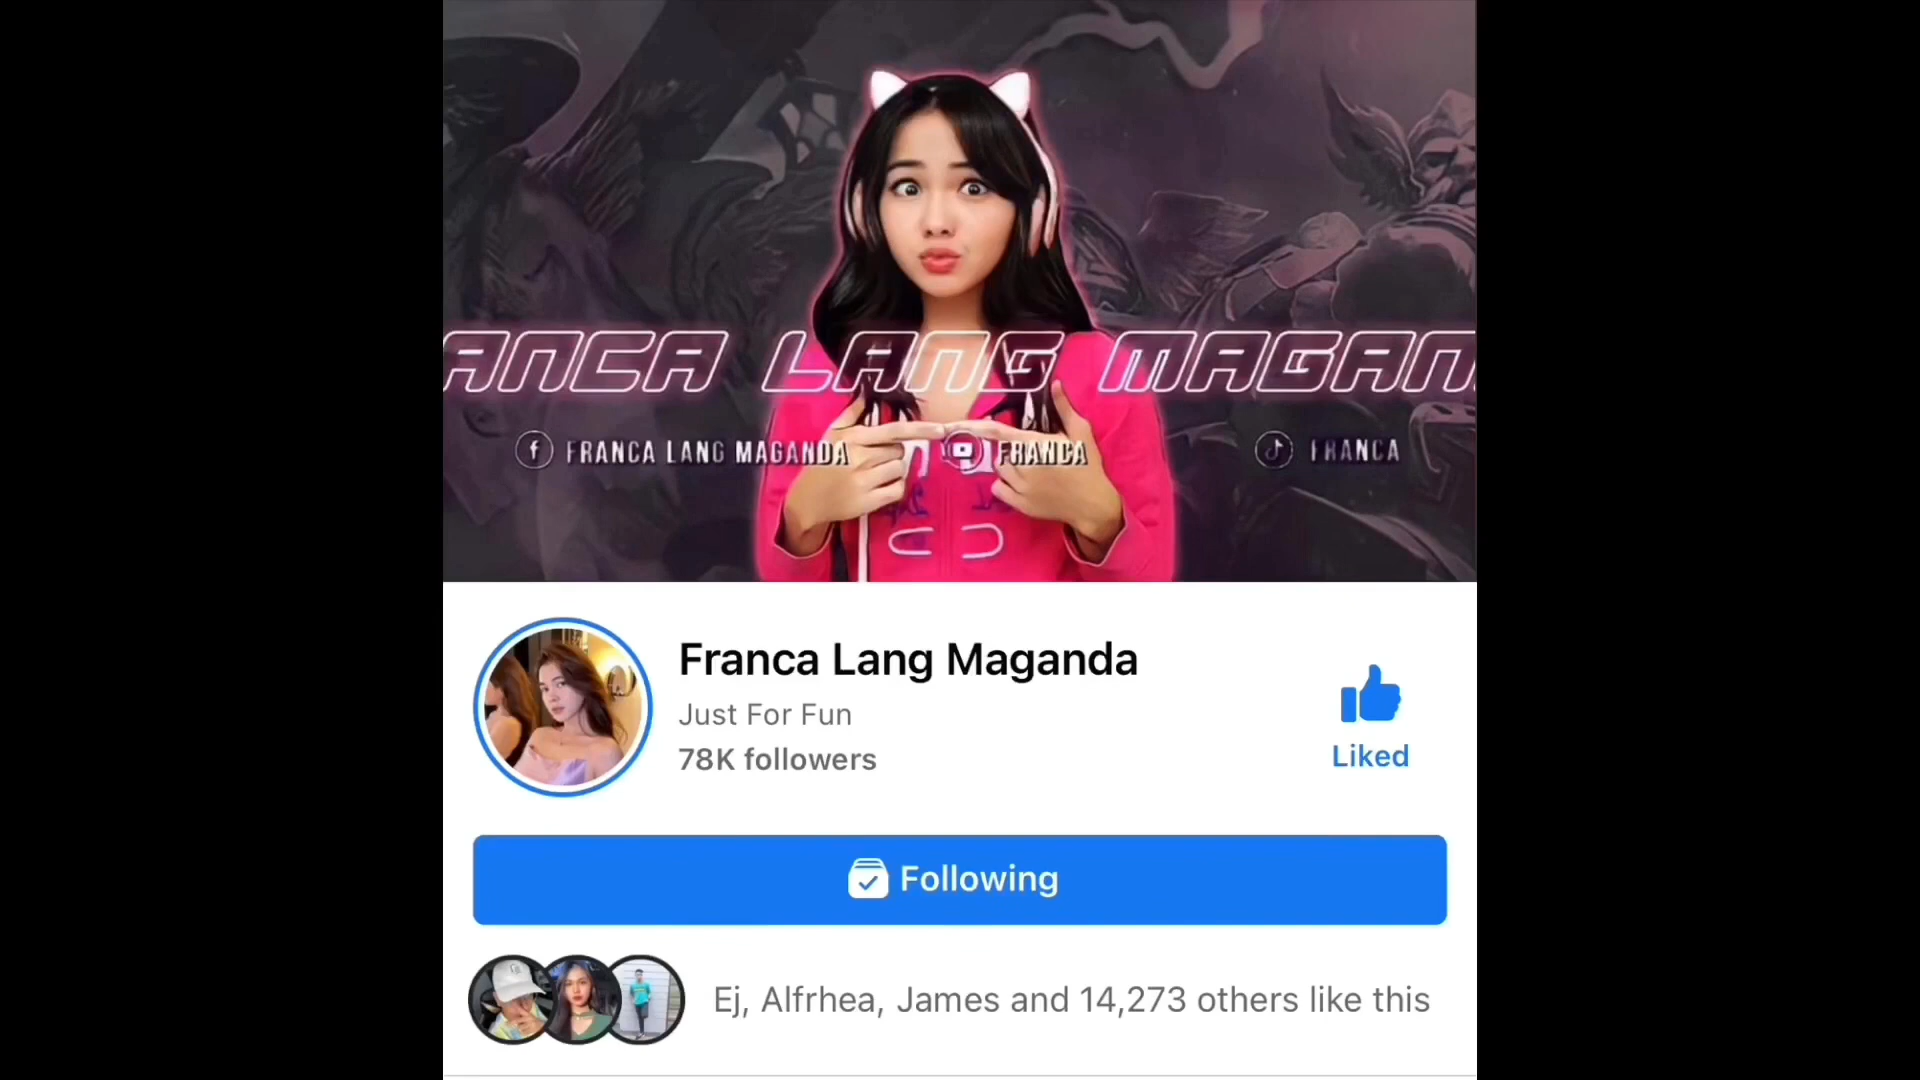 ANCA LANG MAGAN
FRANCA LANG MAGANDA
FRANCA
FRANCA
Franca Lang Maganda
Just For Fun
78K followers
Liked
Following
Ej, Alfrhea, James and 14,273 others like this